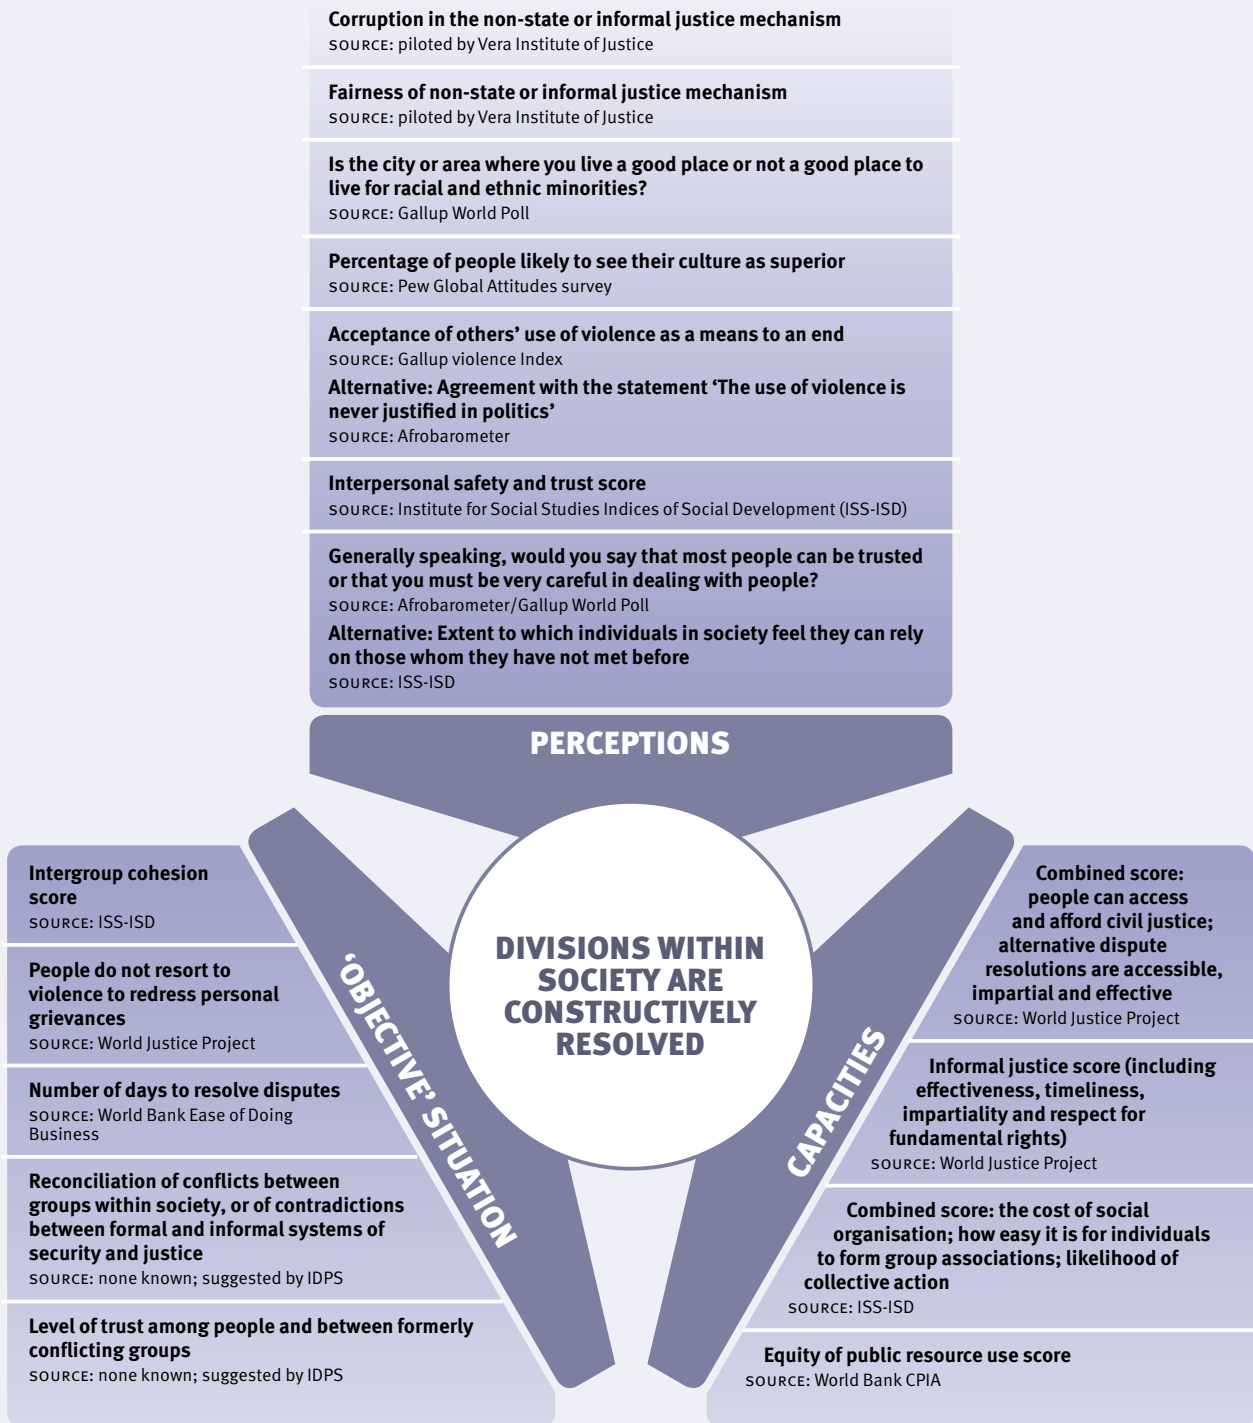 Corruption in the non-state or informal justice mechanism
SOURCE: piloted by Vera Institute of Justice
Fairness of non-state or informal justice mechanism
SOURCE: piloted by Vera Institute of Justice
Is the city or area where you live a good place or not a good place to
live for racial and ethnic minorities?
SOURCE: Gallup World Poll
Percentage of people likely to see their culture as superior
SOURCE: Pew Global Attitudes survey
Acceptance of others’ use of violence as a means to an end
SOURCE: Gallup violence Index
Alternative: Agreement with the statement ‘The use of violence is
never justified in politics’
SOURCE: Afrobarometer
Interpersonal safety and trust score
SOURCE: Institute for Social Studies Indices of Social Development (ISS-ISD)
Generally speaking, would you say that most people can be trusted
or that you must be very careful in dealing with people?
SOURCE: Afrobarometer/Gallup World Poll
Alternative: Extent to which individuals in society feel they can rely
on those whom they have not met before
SOURCE: ISS-ISD
PERCEPTIONS
DIVISIONS WITHIN
SOCIETY ARE
CONSTRUCTIVELY
RESOLVED
‘OBJECTIVE’ SITUATION
Intergroup cohesion
score
SOURCE: ISS-ISD
People do not resort to
violence to redress personal
grievances
SOURCE: World Justice Project
Number of days to resolve disputes
SOURCE: World Bank Ease of Doing
Business
Reconciliation of conflicts between
groups within society, or of contradictions
between formal and informal systems of
security and justice
SOURCE: none known; suggested by IDPS
Level of trust among people and between formerly
conflicting groups
SOURCE: none known; suggested by IDPS
CAPACITIES
Combined score:
people can access
and afford civil justice;
alternative dispute
resolutions are accessible,
impartial and effective
SOURCE: World Justice Project
Informal justice score (including
effectiveness, timeliness,
impartiality and respect for
fundamental rights)
SOURCE: World Justice Project
Combined score: the cost of social
organisation; how easy it is for individuals
to form group associations; likelihood of
collective action
SOURCE: ISS-ISD
Equity of public resource use score
SOURCE: World Bank CPIA